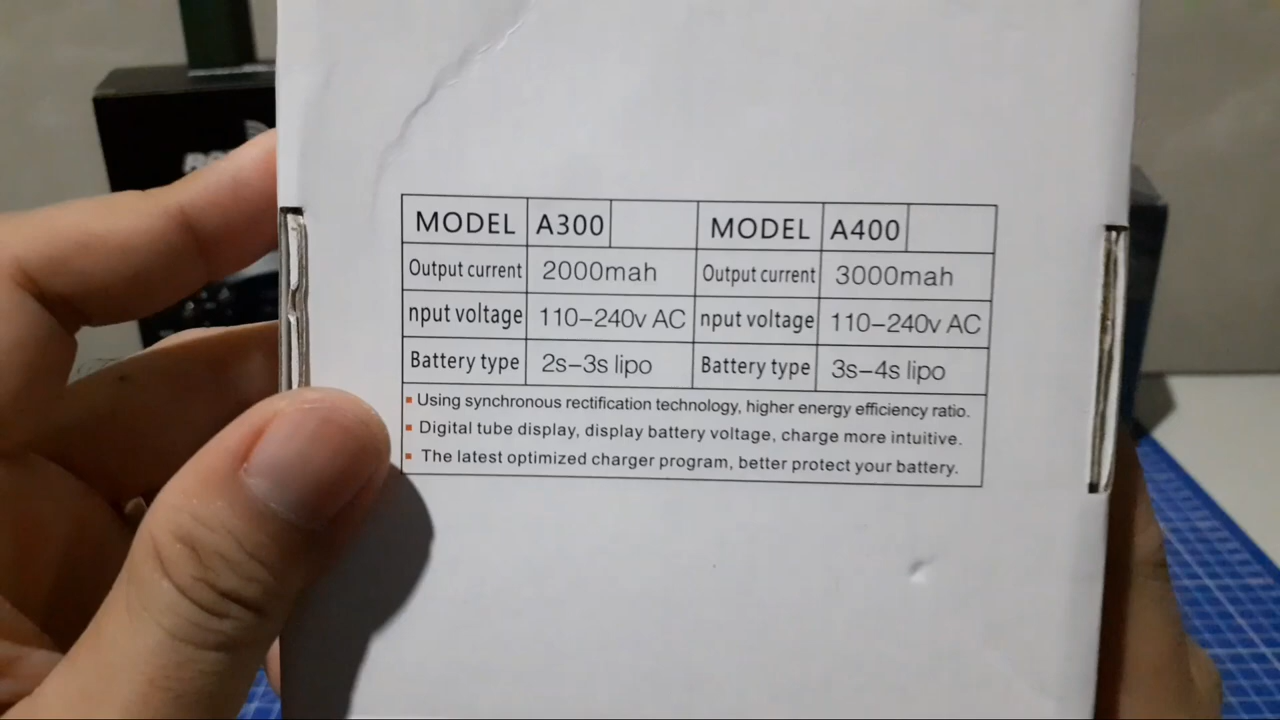 MODEL A300 MODEL A400
Output current 2000mah Output current 3000mah
nput voltage 110-240v AC nput voltage 110-240v AC
Battery type 2s-3s lipo Battery type 3s-4s lipo
▪ Using synchronous rectification technology, higher energy efficiency ratio.
▪ Digital tube display, display battery voltage, charge more intuitive.
▪ The latest optimized charger program, better protect your battery.